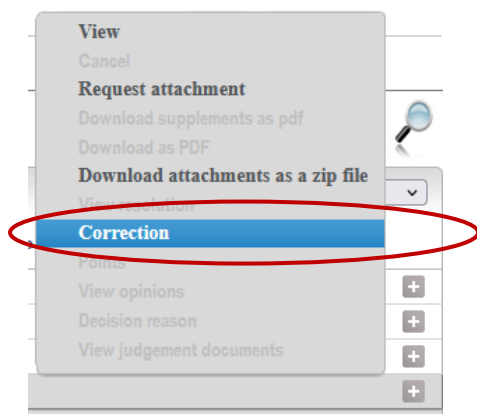 View
Cancel
Request attachment
Download supplements as pdf
Download as PDF
Download attachments as a zip file
View resolution
Correction
Points
View opinions
Decision reason
View judgement documents